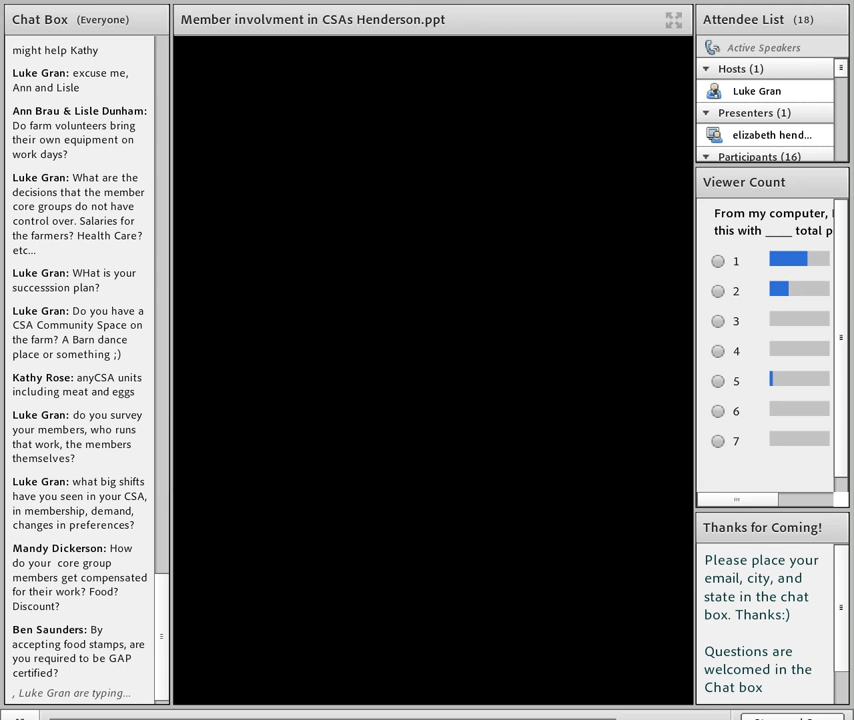 Chat Box (Everyone)
might help Kathy
Luke Gran: excuse me,
Ann and Lisle
Ann Brau & Lisle Dunham:
Do farm volunteers bring
their own equipment on
work days?
Luke Gran: What are the
decisions that the member
core groups do not have
control over. Salaries for
the farmers? Health Care?
etc...
Luke Gran: WHat is your
successsion plan?
Luke Gran: Do you have a
CSA Community Space on
the farm? A Barn dance
place or something ;)
Kathy Rose: anyCSA units
including meat and eggs
Luke Gran: do you survey
your members, who runs
that work, the members
themselves?
Luke Gran: what big shifts
have you seen in your CSA,
in membership, demand,
changes in preferences?
Mandy Dickerson: How
do your core group
members get compensated
for their work? Food?
Discount?
Ben Saunders: By
accepting food stamps, are
you required to be GAP
certified?
, Luke Gran are typing...
Member involvment in CSAs Henderson.ppt
Attendee List (18)
Active Speakers
Hosts (1)
Luke Gran
Presenters (1)
elizabeth hend...
Participants (16)
Viewer Count
From my computer,
this with ____ total p
1
2
3
4
5
6
7
Thanks for Coming!
Please place your
email, city, and
state in the chat
box. Thanks:)
Questions are
welcomed in the
Chat box